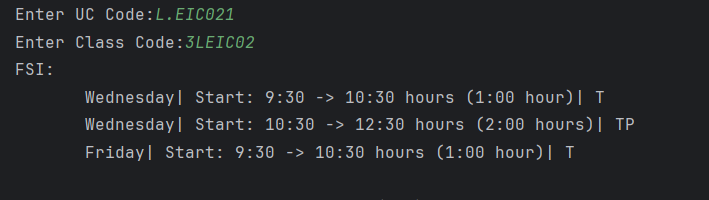 Enter UC Code:L.EIC021
Enter Class Code:3LEIC02
FSI:
Wednesday| Start: 9:30 -> 10:30 hours (1:00 hour)| T
Wednesday| Start: 10:30 -> 12:30 hours (2:00 hours)| TP
Friday| Start: 9:30 -> 10:30 hours (1:00 hour)| T